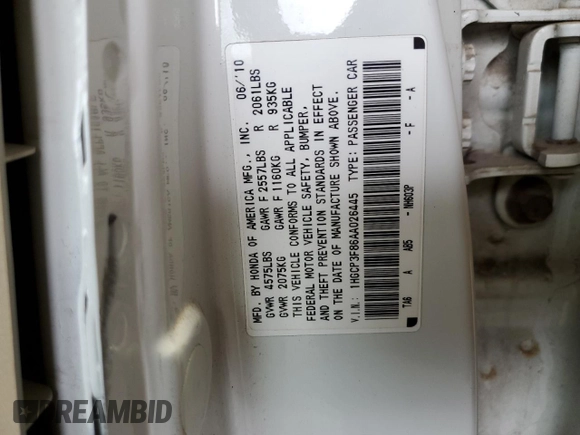 MFD. BY HONDA OF AMERICA MFG., INC. 06/'10
GVWR 4575LBS GAWR F 2557LBS R 2061LBS
GVWR 2075KG GAWR F 1160KG R 935KG
THIS VEHICLE CONFORMS TO ALL APPLICABLE
FEDERAL MOTOR VEHICLE SAFETY, BUMPER,
AND THEFT PREVENTION STANDARDS IN EFFECT
ON THE DATE OF MANUFACTURE SHOWN ABOVE.
V.I.N.: 1HGCP3F86AA026445 TYPE: PASSENGER CAR
TA6 A AB5 - NH603P - F - A
DREAMBID